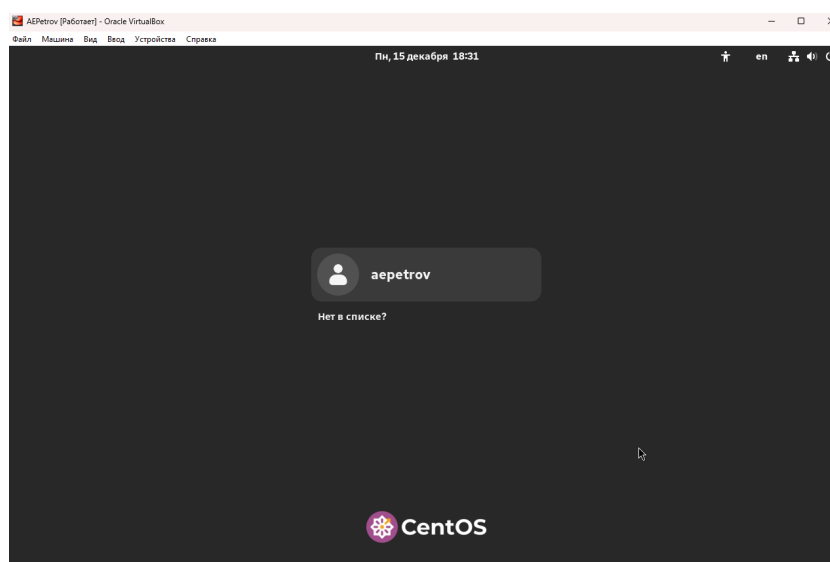 AEPetrov [Работает] - Oracle VirtualBox
Файл Машина Вид Ввод Устройства Справка
Пн, 15 декабря 18:31 en
aepetrov
Нет в списке?
CentOS